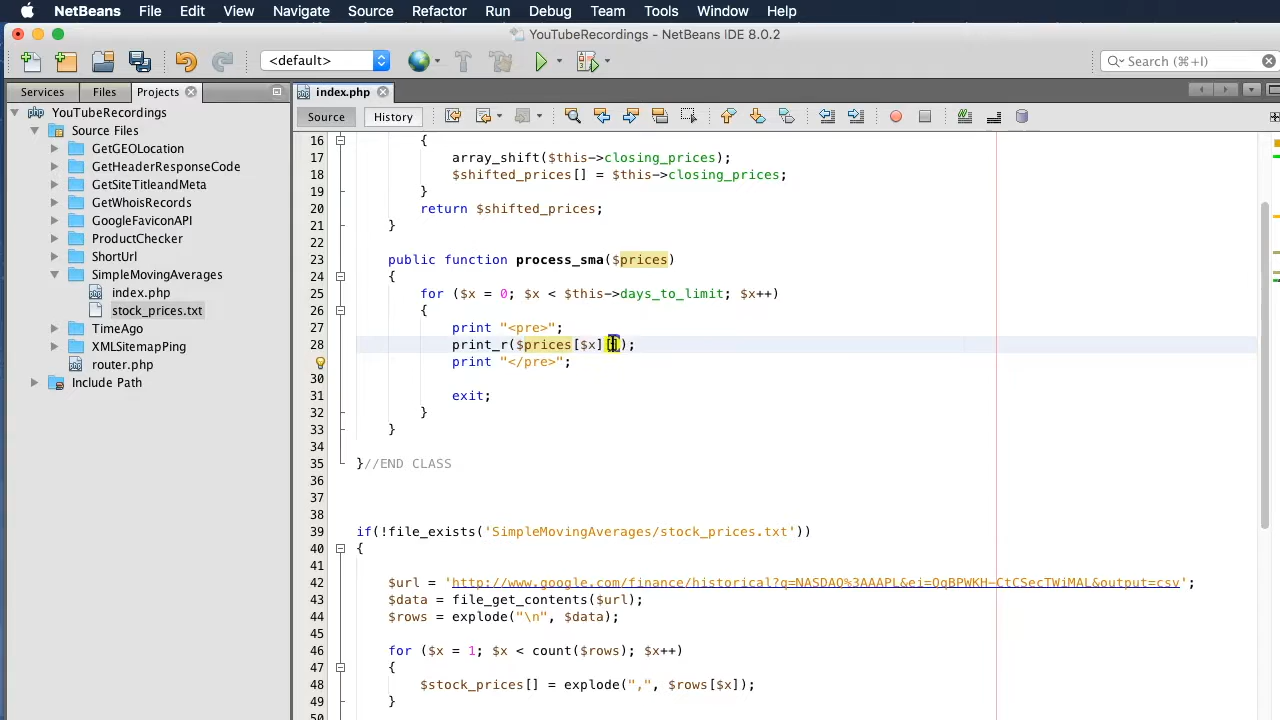 NetBeans File Edit View Navigate Source Refactor Run Debug Team Tools Window Help
YouTubeRecordings - NetBeans IDE 8.0.2
<default>
Search (⌘+I)
Services Files Projects
index.php
Source History
YouTubeRecordings
Source Files
GetGEOLocation
GetHeaderResponseCode
GetSiteTitleandMeta
GetWhoisRecords
GoogleFaviconAPI
ProductChecker
ShortUrl
SimpleMovingAverages
index.php
stock_prices.txt
TimeAgo
XMLSitemapPing
router.php
Include Path
16 {
17 array_shift($this->closing_prices);
18 $shifted_prices[] = $this->closing_prices;
19 }
20 return $shifted_prices;
21 }
22
23 public function process_sma($prices)
24 {
25 for ($x = 0; $x < $this->days_to_limit; $x++)
26 {
27 print "<pre>";
28 print_r($prices[$x][]);
29 print "</pre>";
30
31 exit;
32 }
33 }
34
35 }//END CLASS
36
37
38
39 if(!file_exists('SimpleMovingAverages/stock_prices.txt'))
40 {
41
42 $url = 'http://www.google.com/finance/historical?q=NASDAQ%3AAAPL&ei=OqBPWKH-CtCSecTWiMAL&output=csv';
43 $data = file_get_contents($url);
44 $rows = explode("\n", $data);
45
46 for ($x = 1; $x < count($rows); $x++)
47 {
48 $stock_prices[] = explode(",", $rows[$x]);
49 }
50